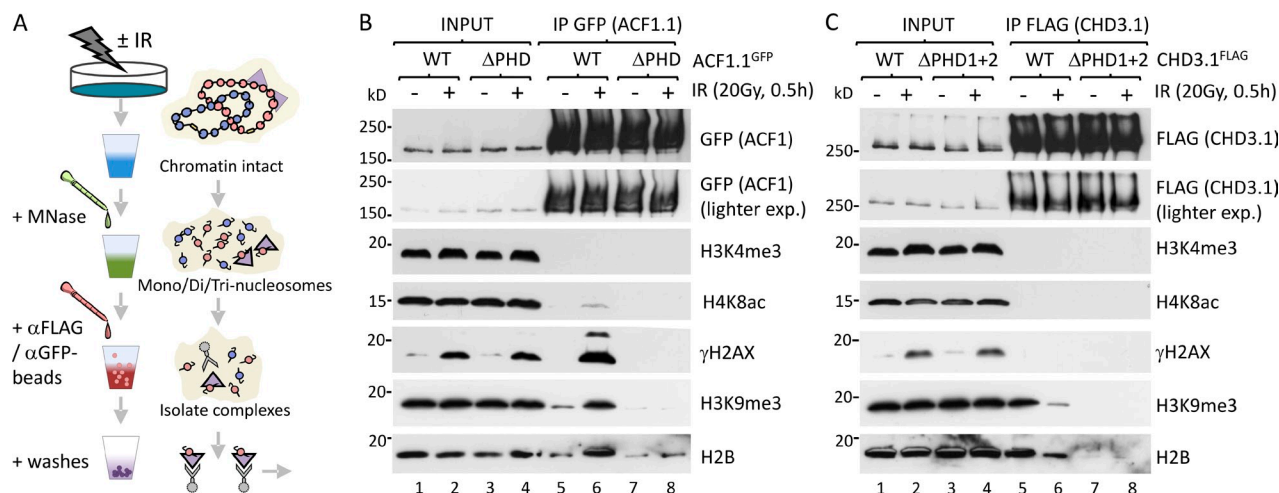 A
± IR
Chromatin intact
+ MNase
Mono/Di/Tri-nucleosomes
+ αFLAG
/ αGFP-
beads
Isolate complexes
+ washes
B
INPUT IP GFP (ACF1.1)
WT ΔPHD WT ΔPHD ACF1.1GFP
kD - + - + - + - + IR (20Gy, 0.5h)
250-
150-
GFP (ACF1)
250-
150-
GFP (ACF1)
(lighter exp.)
20-
H3K4me3
15-
H4K8ac
20-
γH2AX
20-
H3K9me3
20-
H2B
1 2 3 4 5 6 7 8
C
INPUT IP FLAG (CHD3.1)
WT ΔPHD1+2 WT ΔPHD1+2 CHD3.1FLAG
kD - + - + - + - + IR (20Gy, 0.5h)
250-
FLAG (CHD3.1)
250-
FLAG (CHD3.1)
(lighter exp.)
20-
H3K4me3
15-
H4K8ac
20-
γH2AX
20-
H3K9me3
20-
H2B
1 2 3 4 5 6 7 8